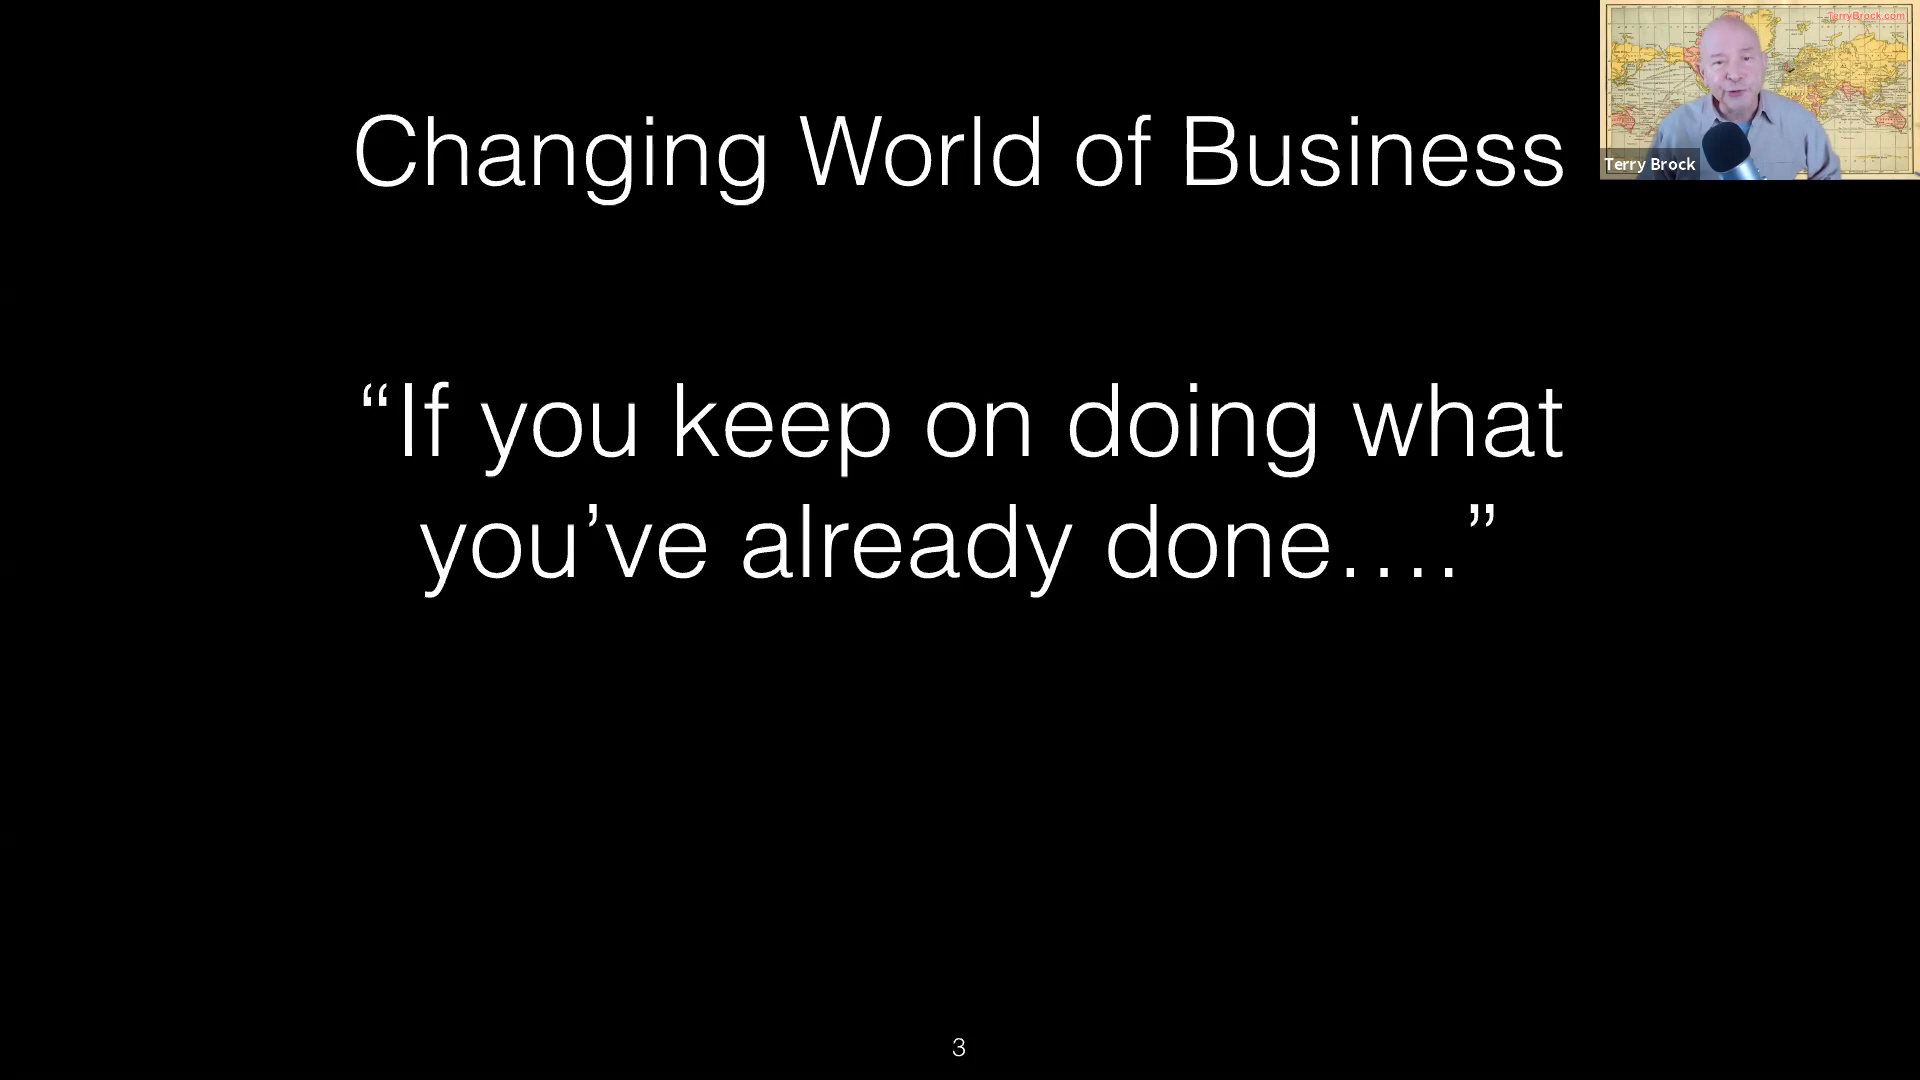 Changing World of Business
TerryBrock.com
Terry Brock
“If you keep on doing what
you’ve already done….”
3